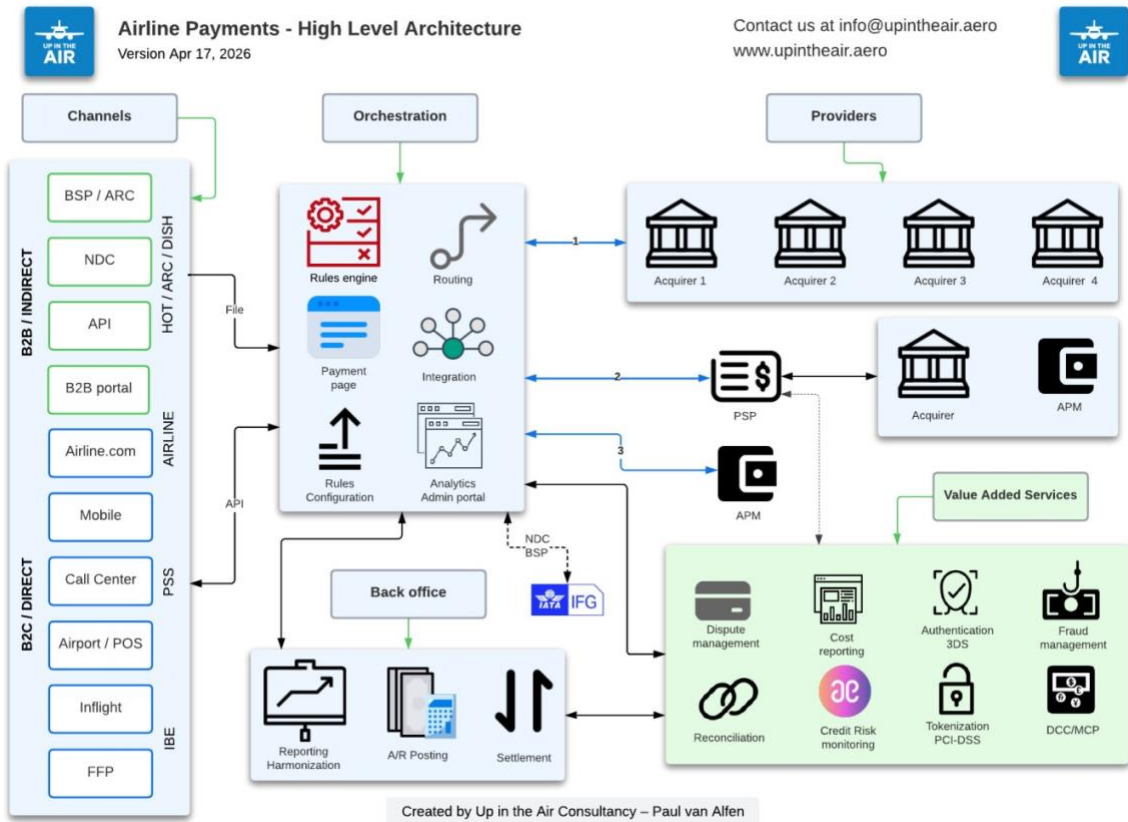 UP IN THE
AIR
Airline Payments - High Level Architecture
Version Apr 17, 2026
Contact us at info@upintheair.aero
www.upintheair.aero
UP IN THE
AIR
Channels
Orchestration
Providers
B2B / INDIRECT
B2C / DIRECT
BSP / ARC
NDC
API
B2B portal
Airline.com
Mobile
Call Center
Airport / POS
Inflight
FFP
HOT / ARC / DISH
AIRLINE
PSS
IBE
File
API
Rules engine
Routing
Payment
page
Integration
Rules
Configuration
Analytics
Admin portal
1
2
3
Acquirer 1
Acquirer 2
Acquirer 3
Acquirer 4
PSP
Acquirer
APM
APM
Value Added Services
NDC
BSP
IATA
IFG
Back office
Reporting
Harmonization
A/R Posting
Settlement
Dispute
management
Cost
reporting
Authentication
3DS
Fraud
management
Reconciliation
Credit Risk
monitoring
Tokenization
PCI-DSS
DCC/MCP
Created by Up in the Air Consultancy – Paul van Alfen